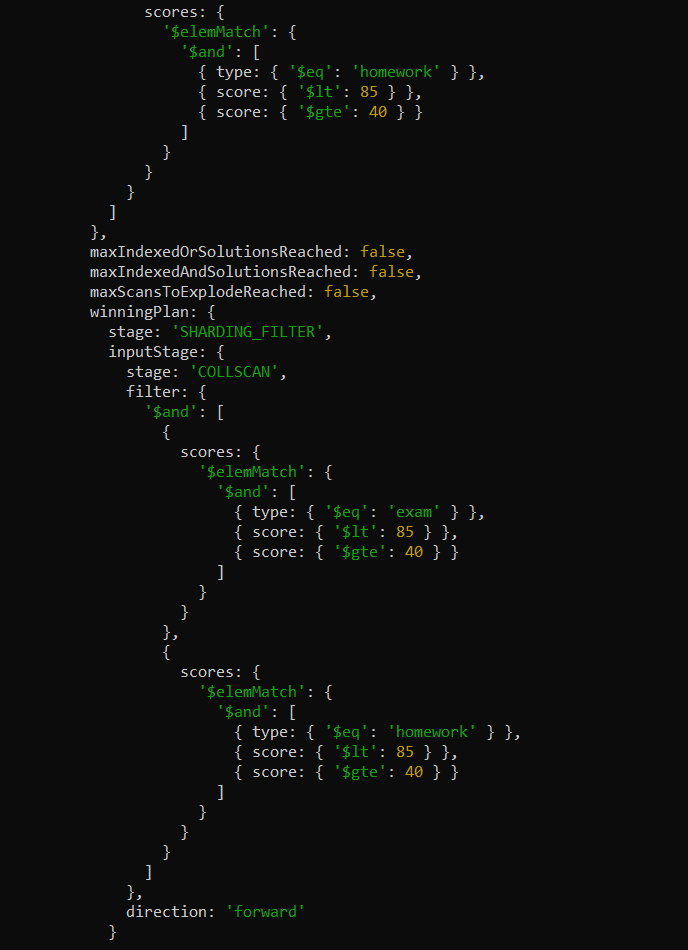 scores: {
'$elemMatch': {
'$and': [
{ type: { '$eq': 'homework' } },
{ score: { '$lt': 85 } },
{ score: { '$gte': 40 } }
]
}
}
}
]
},
maxIndexedOrSolutionsReached: false,
maxIndexedAndSolutionsReached: false,
maxScansToExplodeReached: false,
winningPlan: {
stage: 'SHARDING_FILTER',
inputStage: {
stage: 'COLLSCAN',
filter: {
'$and': [
{
scores: {
'$elemMatch': {
'$and': [
{ type: { '$eq': 'exam' } },
{ score: { '$lt': 85 } },
{ score: { '$gte': 40 } }
]
}
}
},
{
scores: {
'$elemMatch': {
'$and': [
{ type: { '$eq': 'homework' } },
{ score: { '$lt': 85 } },
{ score: { '$gte': 40 } }
]
}
}
}
]
},
direction: 'forward'
}